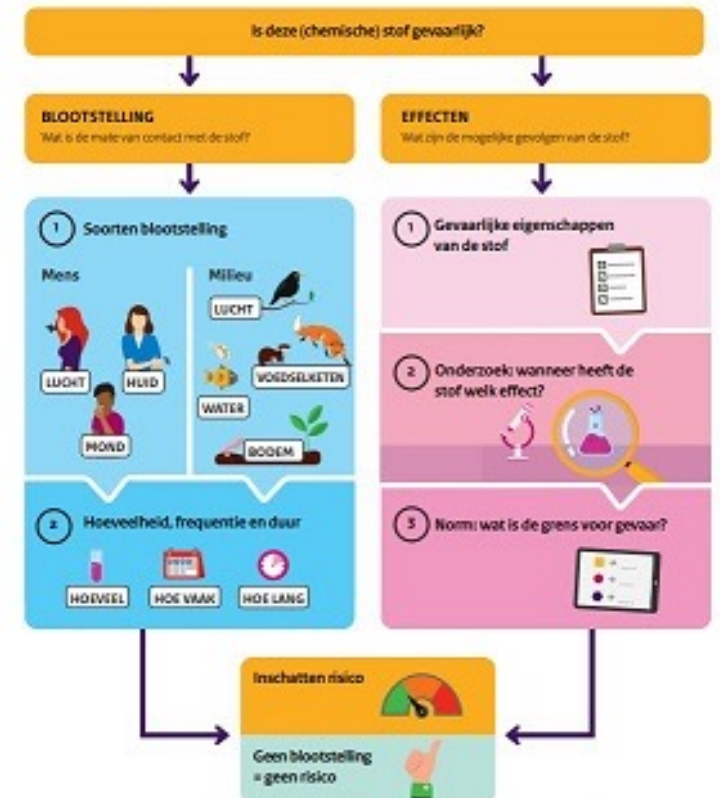 Is deze (chemische) stof gevaarlijk?
BLOOTSTELLING
Wat is de mate van contact met de stof?
EFFECTEN
Wat zijn de mogelijke gevolgen van de stof?
1
Soorten blootstelling
Mens
Milieu
LUCHT
HUID
MOND
LUCHT
VOEDSELKETEN
WATER
BODEM
2
Hoeveelheid, frequentie en duur
HOEVEEL
HOE VAAK
HOE LANG
1
Gevaarlijke eigenschappen
van de stof
2
Onderzoek: wanneer heeft de
stof welk effect?
3
Norm: wat is de grens voor gevaar?
Inschatten risico
Geen blootstelling
= geen risico